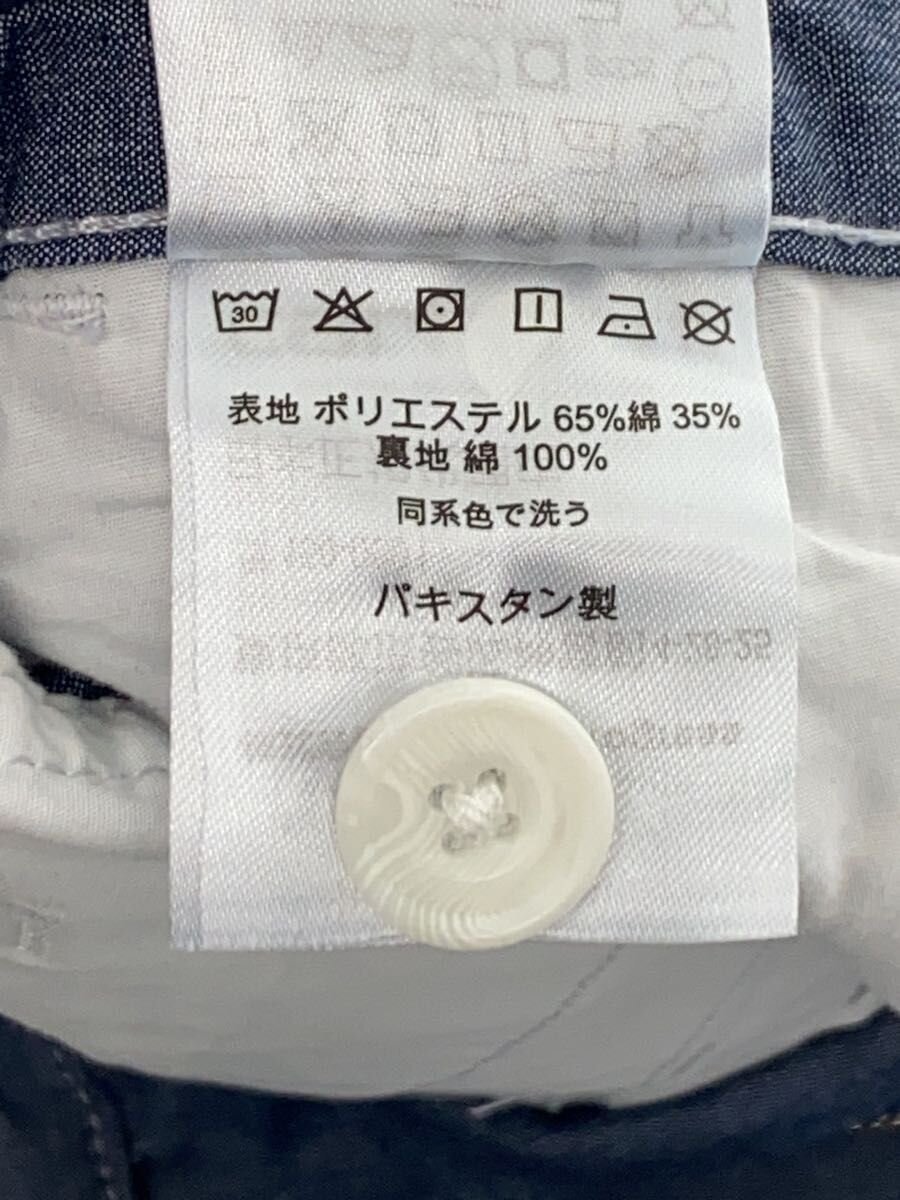 30
表地 ポリエステル 65%綿 35%
裏地 綿 100%
同系色で洗う
パキスタン製